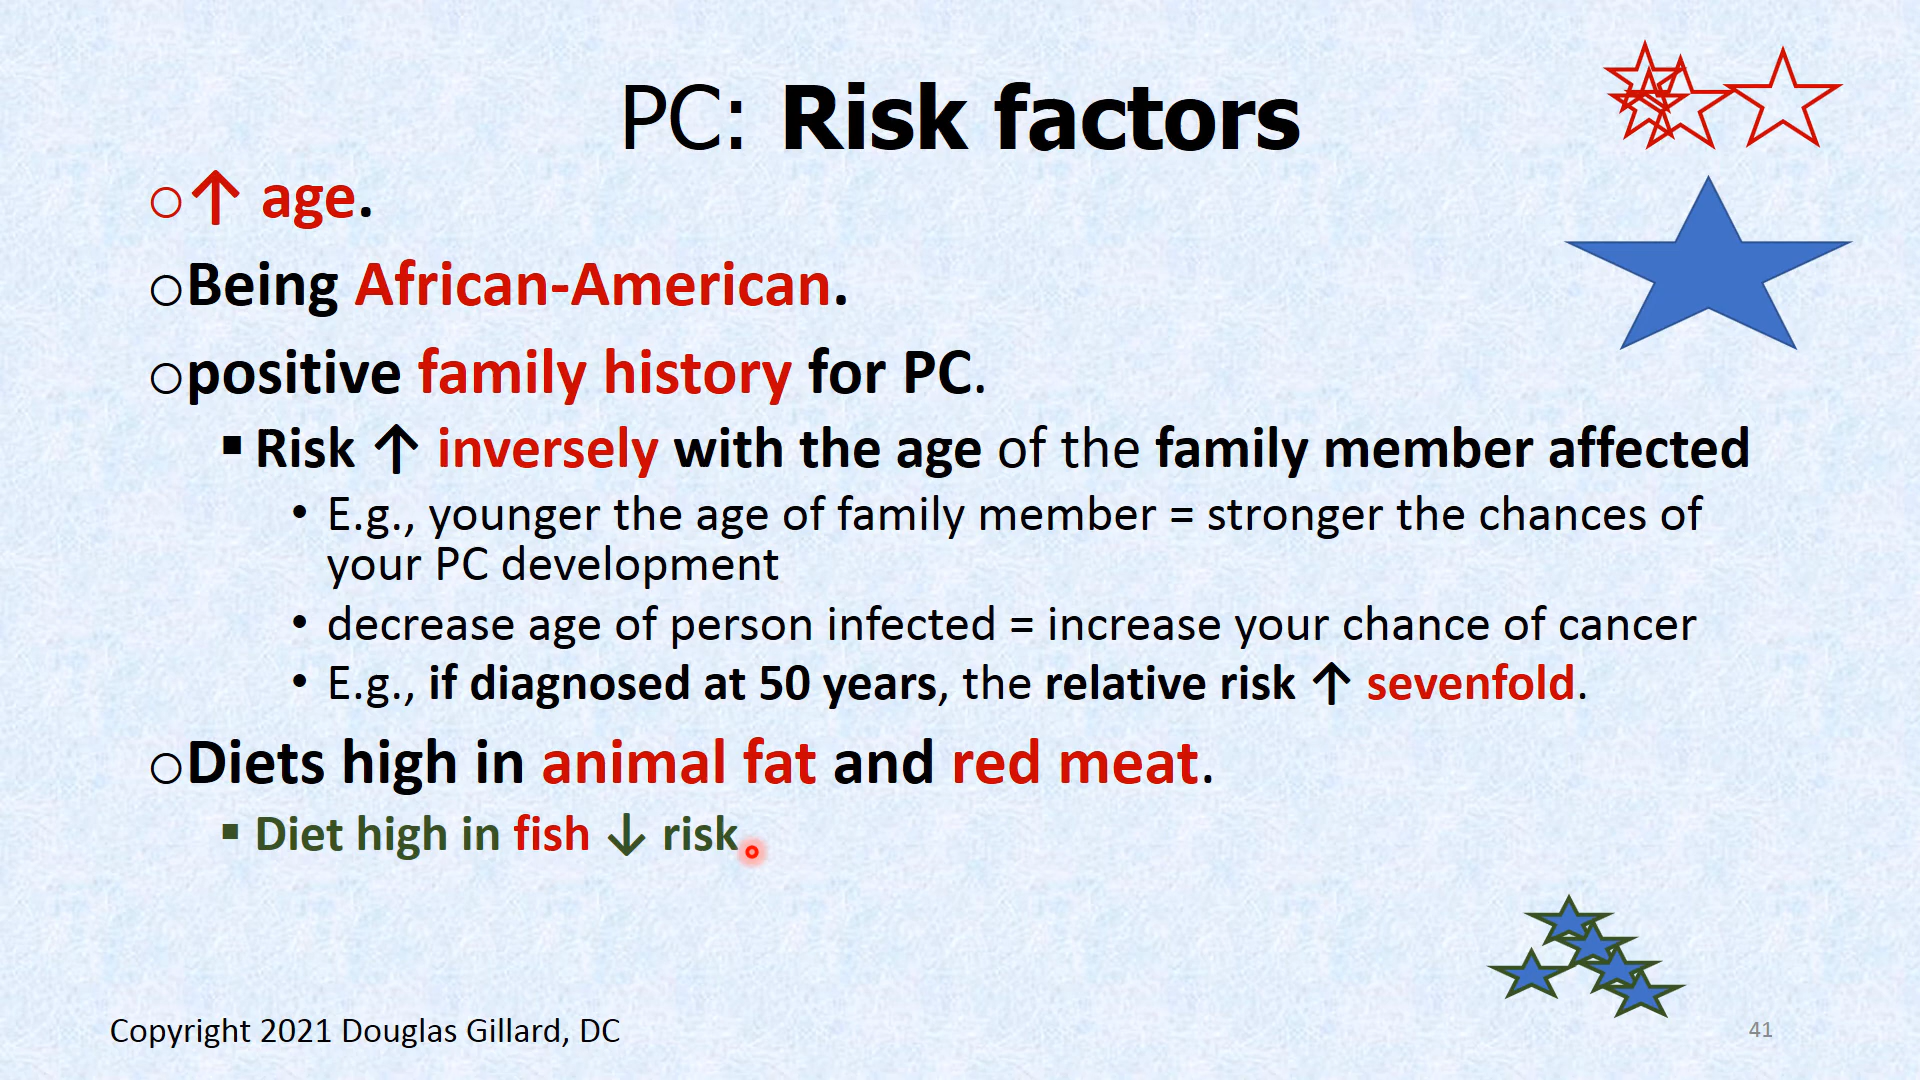 PC: Risk factors
o↑ age.
oBeing African-American.
opositive family history for PC.
▪ Risk ↑ inversely with the age of the family member affected
• E.g., younger the age of family member = stronger the chances of
your PC development
• decrease age of person infected = increase your chance of cancer
• E.g., if diagnosed at 50 years, the relative risk ↑ sevenfold.
oDiets high in animal fat and red meat.
▪ Diet high in fish ↓ risk.
Copyright 2021 Douglas Gillard, DC
41